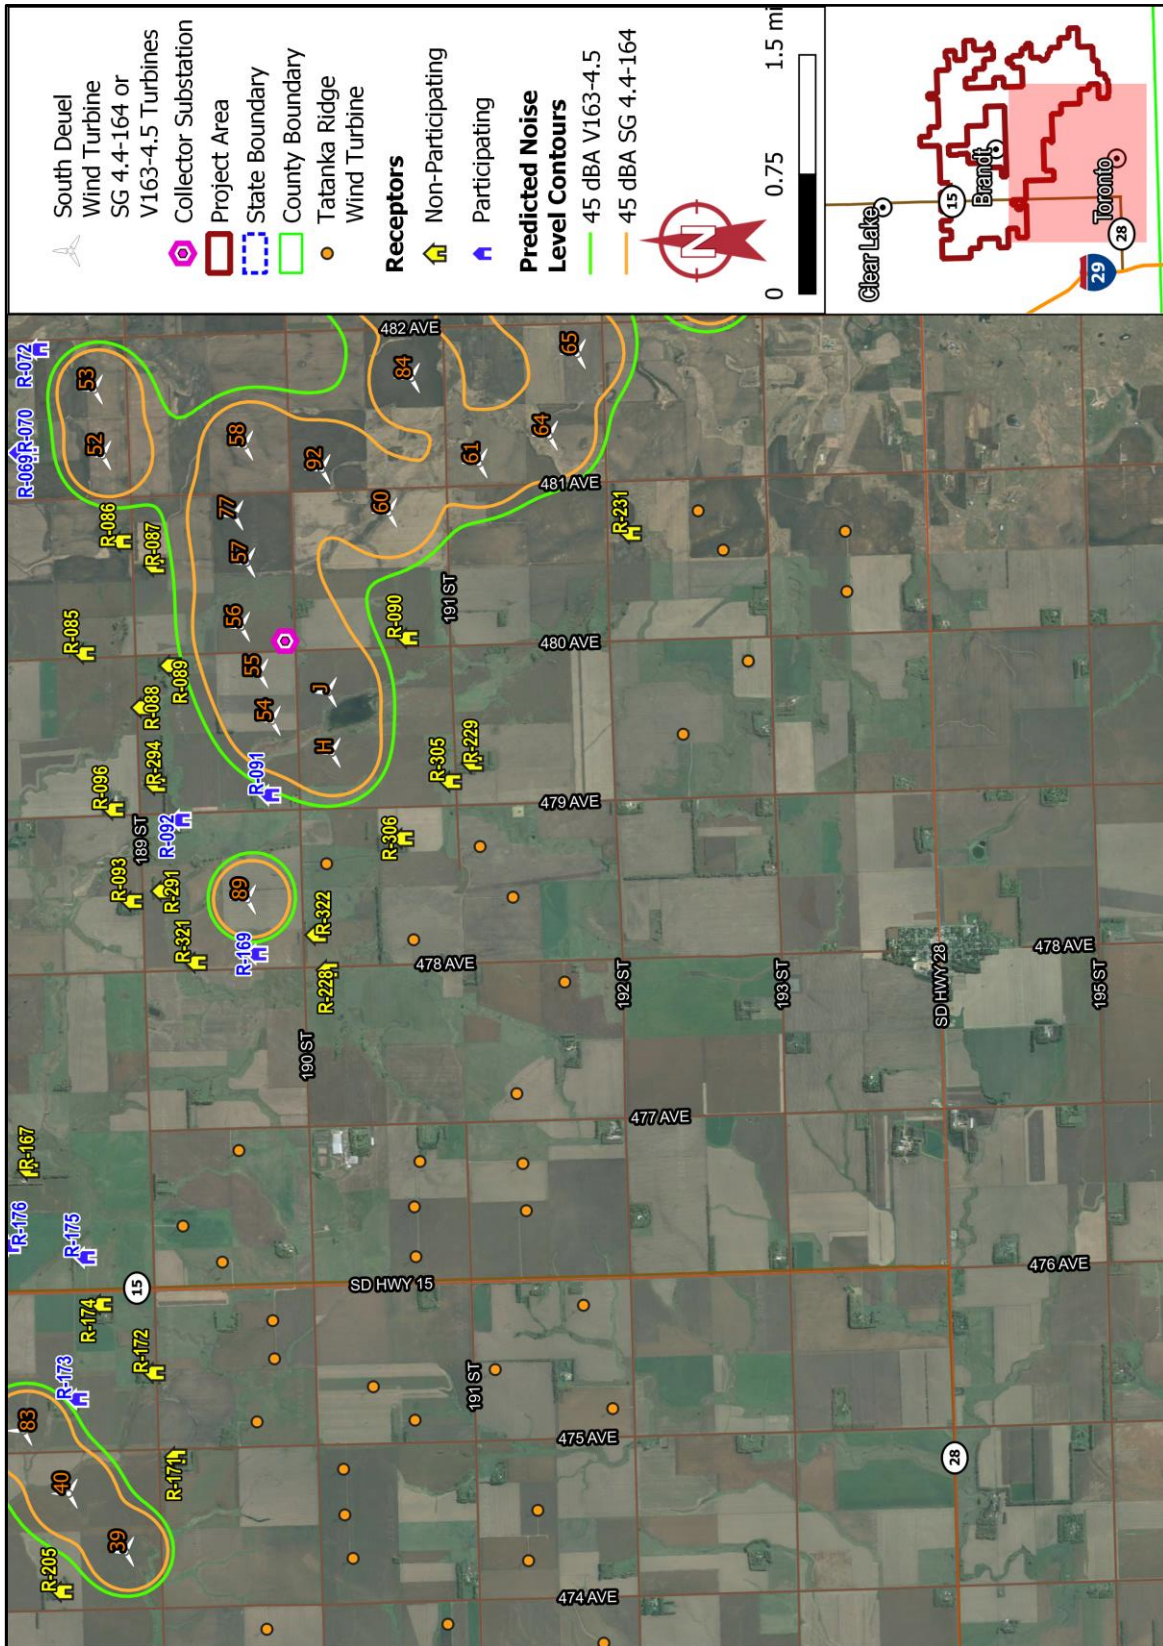 South Deuel
Wind Turbine
SG 4.4-164 or
V163-4.5 Turbines
Collector Substation
Project Area
State Boundary
County Boundary
Tatanka Ridge
Wind Turbine
Receptors
Non-Participating
Participating
Predicted Noise
Level Contours
45 dBA V163-4.5
45 dBA SG 4.4-164
N
0
0.75
1.5 mi
Clear Lake
15
Brandt
Toronto
28
29
R-205
39
40
83
R-173
R-171
R-172
R-174
15
R-175
R-176
R-167
R-321
R-093
R-291
189 ST
R-092
R-096
R-294
R-088
R-089
R-085
R-087
R-086
R-069
R-070
R-072
52
53
R-169
89
R-091
54
55
56
57
77
58
H
J
92
60
84
482 AVE
190 ST
R-228
R-322
R-306
R-305
R-229
R-090
61
64
65
SD HWY 15
478 AVE
191 ST
191 ST
475 AVE
474 AVE
479 AVE
480 AVE
481 AVE
R-231
477 AVE
192 ST
193 ST
28
SD HWY 28
476 AVE
478 AVE
195 ST